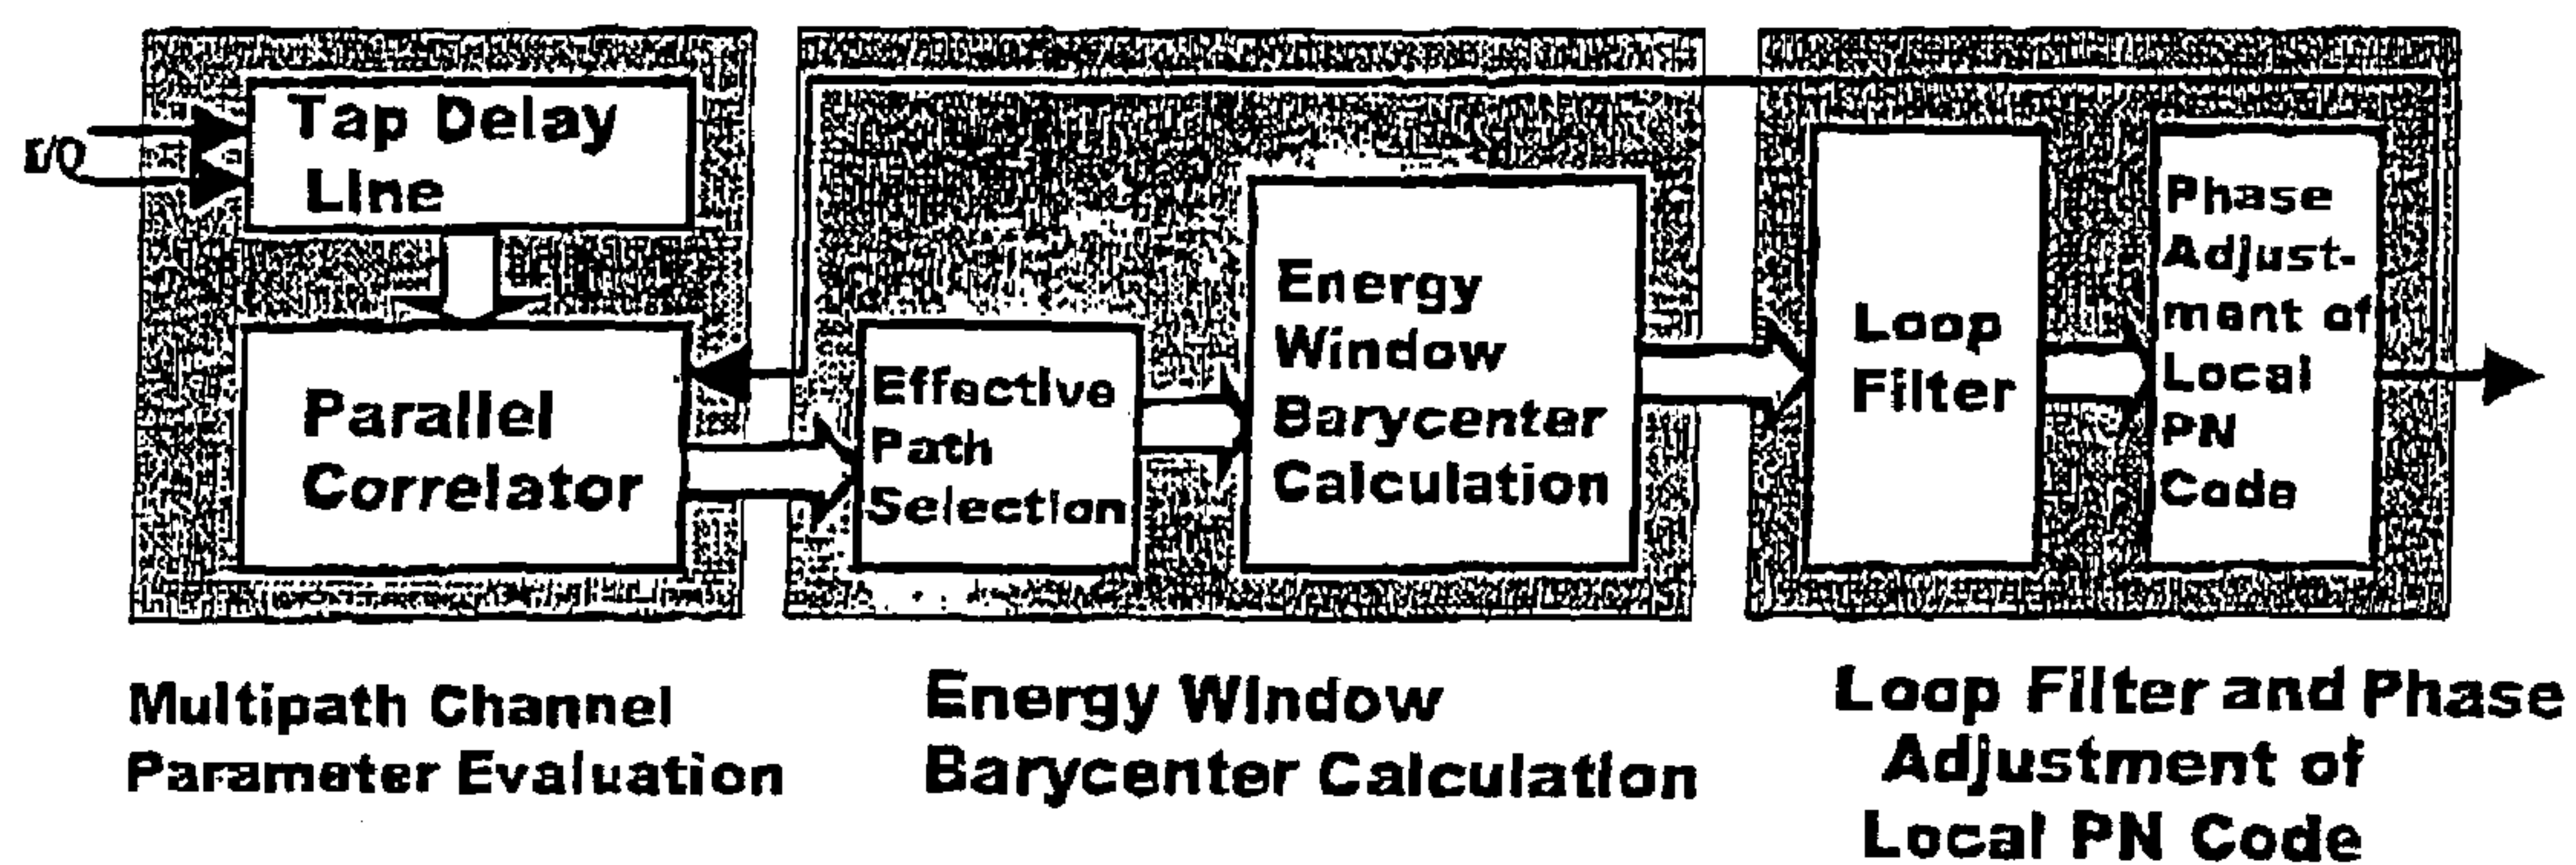 I/Q
Tap Delay
Line
Parallel
Correlator
Effective
Path
Selection
Energy
Window
Barycenter
Calculation
Loop
Filter
Phase
Adjust-
ment of
Local
PN
Code
Multipath Channel
Parameter Evaluation
Energy Window
Barycenter Calculation
Loop Filter and Phase
Adjustment of
Local PN Code